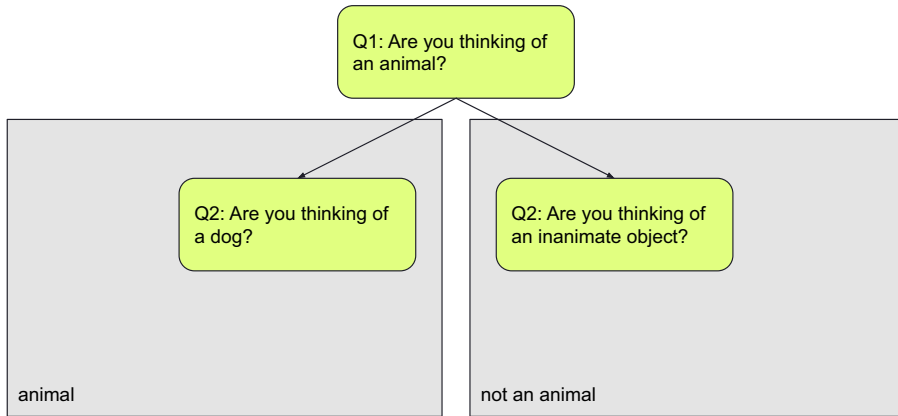 Q1: Are you thinking of
an animal?
Q2: Are you thinking of
a dog?
Q2: Are you thinking of
an inanimate object?
animal
not an animal